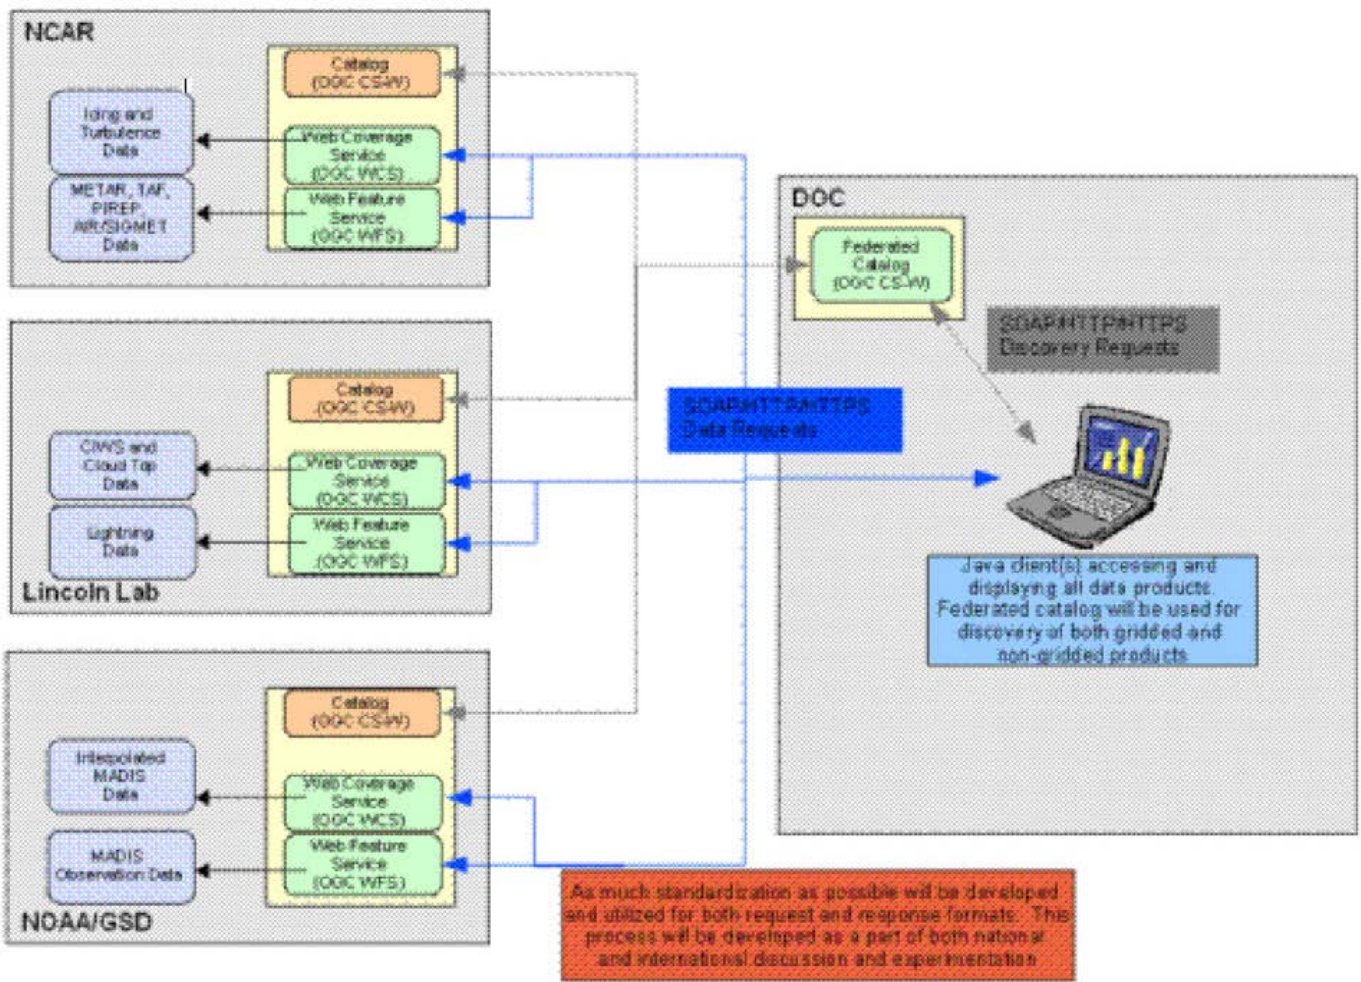 NCAR
Catalog
(OGC CS-W)
Icing and
Turbulence
Data
Web Coverage
Service
(OGC WCS)
METAR, TAF,
PIREP,
AIR/SIGMET
Data
Web Feature
Service
(OGC WFS)
Catalog
(OGC CS-W)
CIWS and
Cloud Top
Data
Web Coverage
Service
(OGC WCS)
Lightning
Data
Web Feature
Service
(OGC WFS)
Lincoln Lab
Catalog
(OGC CS-W)
Interpolated
MADIS
Data
Web Coverage
Service
(OGC WCS)
MADIS
Observation Data
Web Feature
Service
(OGC WFS)
NOAA/GSD
SOAP/HTTP/HTTPS
Data Requests
DOC
Federated
Catalog
(OGC CS-W)
SOAP/HTTP/HTTPS
Discovery Requests
Java client(s) accessing and
displaying all data products.
Federated catalog will be used for
discovery of both gridded and
non-gridded products
As much standardization as possible will be developed
and utilized for both request and response formats. This
process will be developed as a part of both national
and international discussion and experimentation